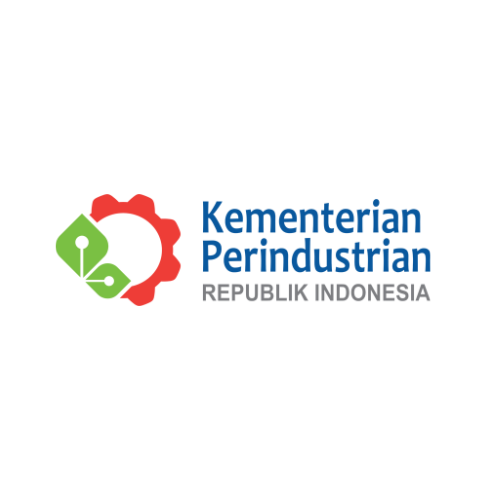 Kementerian
Perindustrian
REPUBLIK INDONESIA